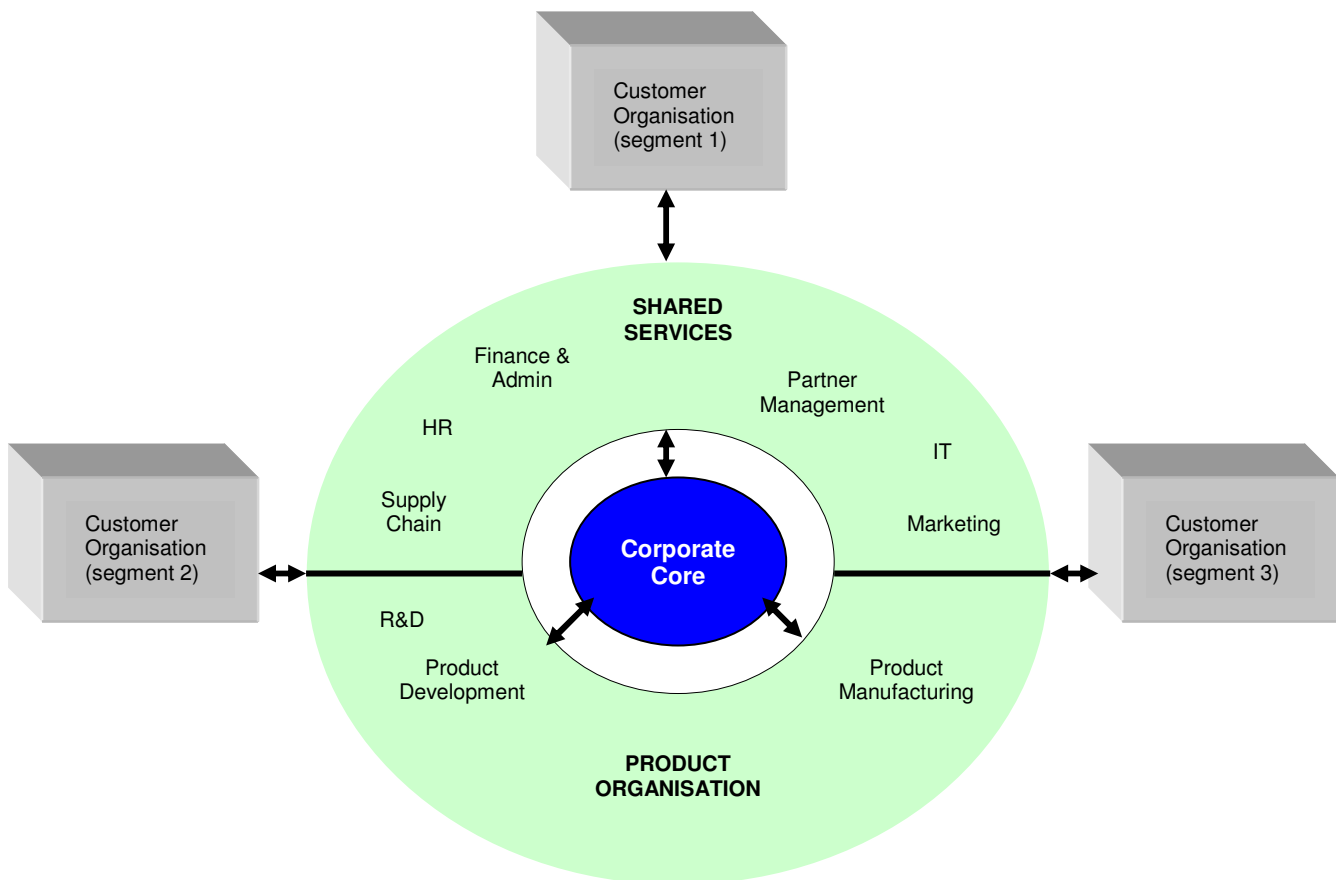 Customer
Organisation
(segment 1)
SHARED
SERVICES
Finance &
Admin
Partner
Management
HR
IT
Supply
Chain
Marketing
Customer
Organisation
(segment 2)
Corporate
Core
Customer
Organisation
(segment 3)
R&D
Product
Development
Product
Manufacturing
PRODUCT
ORGANISATION